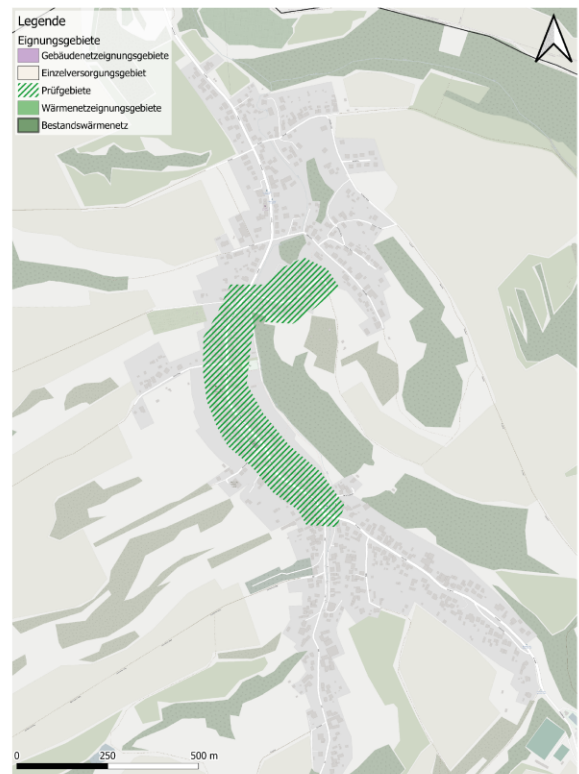 Legende
Eignungsgebiete
Gebäudenetzeignungsgebiete
Einzelversorgungsgebiet
Prüfgebiete
Wärmenetzeignungsgebiete
Bestandswärmenetz
0 250 500 m